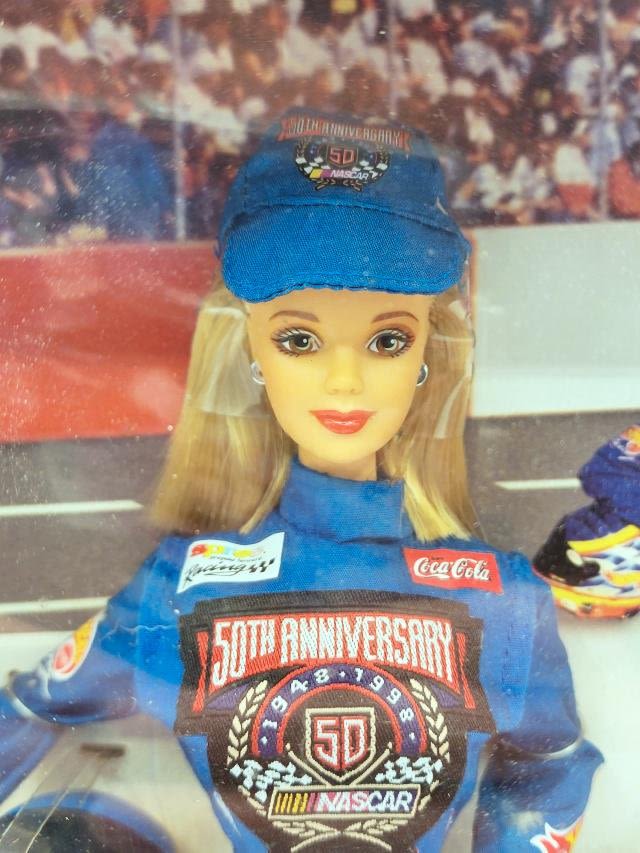 50TH ANNIVERSARY
50
NASCAR
Racing
Coca-Cola
50TH ANNIVERSARY
1948 • 1998
50
NASCAR